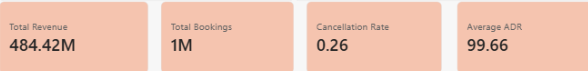 Total Revenue
484.42M
Total Bookings
1M
Cancellation Rate
0.26
Average ADR
99.66